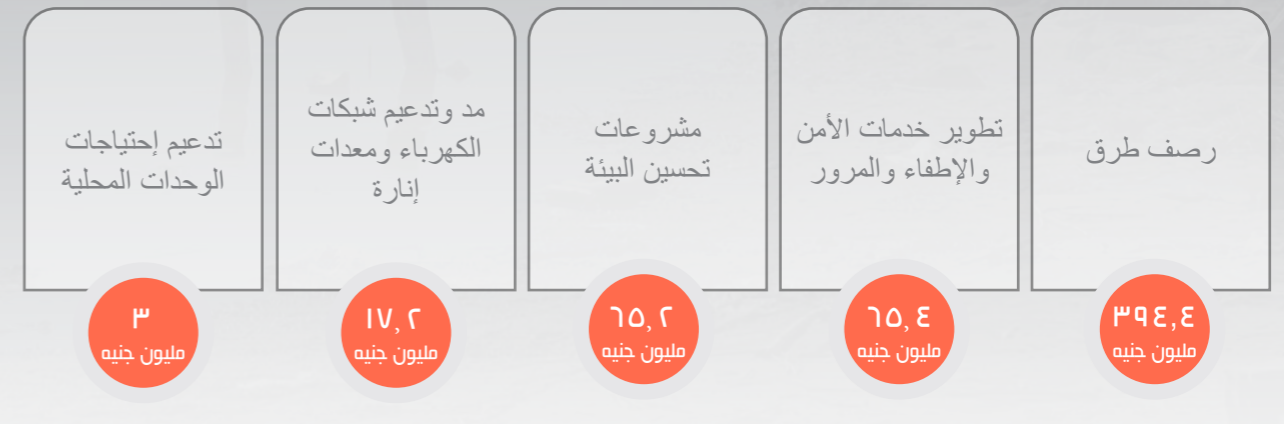 رصف طرق
٣٩٤,٤
مليون جنيه
تطوير خدمات الأمن
والإطفاء والمرور
٦٥,٤
مليون جنيه
مشروعات
تحسين البيئة
٦٥,٢
مليون جنيه
مد وتدعيم شبكات
الكهرباء ومعدات
إنارة
١٧,٢
مليون جنيه
تدعيم إحتياجات
الوحدات المحلية
٣
مليون جنيه